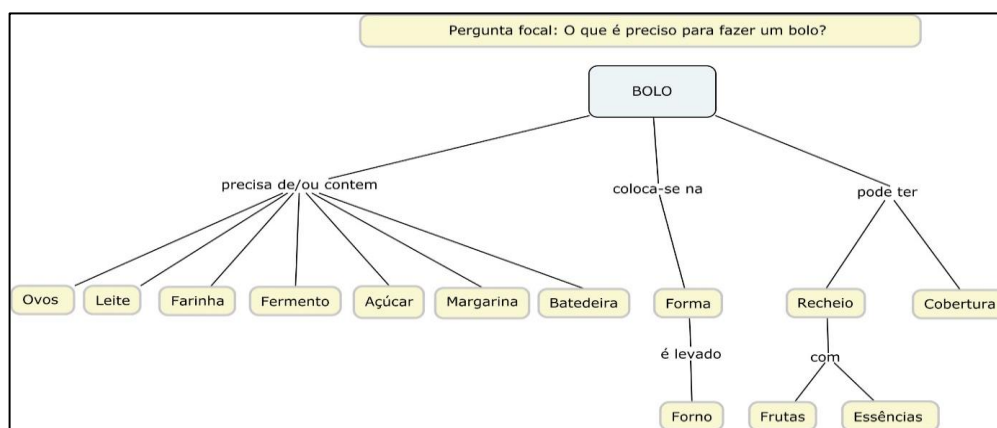 Pergunta focal: O que é preciso para fazer um bolo?
BOLO
precisa de/ou contem
coloca-se na
pode ter
Ovos
Leite
Farinha
Fermento
Açúcar
Margarina
Batedeira
Forma
Recheio
Cobertura
é levado
com
Forno
Frutas
Essências